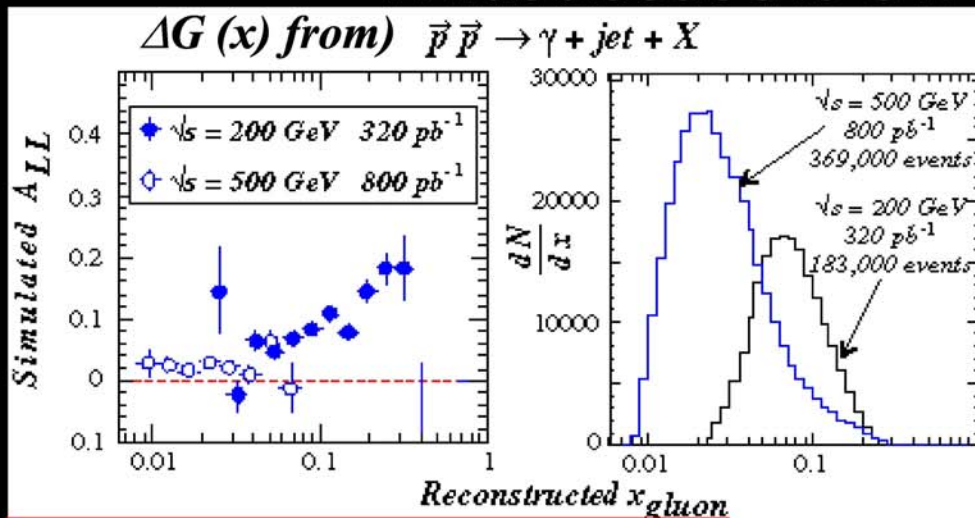 ΔG (x) from) p⃗ p⃗ → γ + jet + X
Simulated A_LL
0.4
0.3
0.2
0.1
0
0.1
0.01
0.1
1
√s = 200 GeV 320 pb⁻¹
√s = 500 GeV 800 pb⁻¹
dN
dx
30000
20000
10000
0
0.01
0.1
√s = 500 GeV
800 pb⁻¹
369,000 events
√s = 200 GeV
320 pb⁻¹
183,000 events
Reconstructed x_gluon